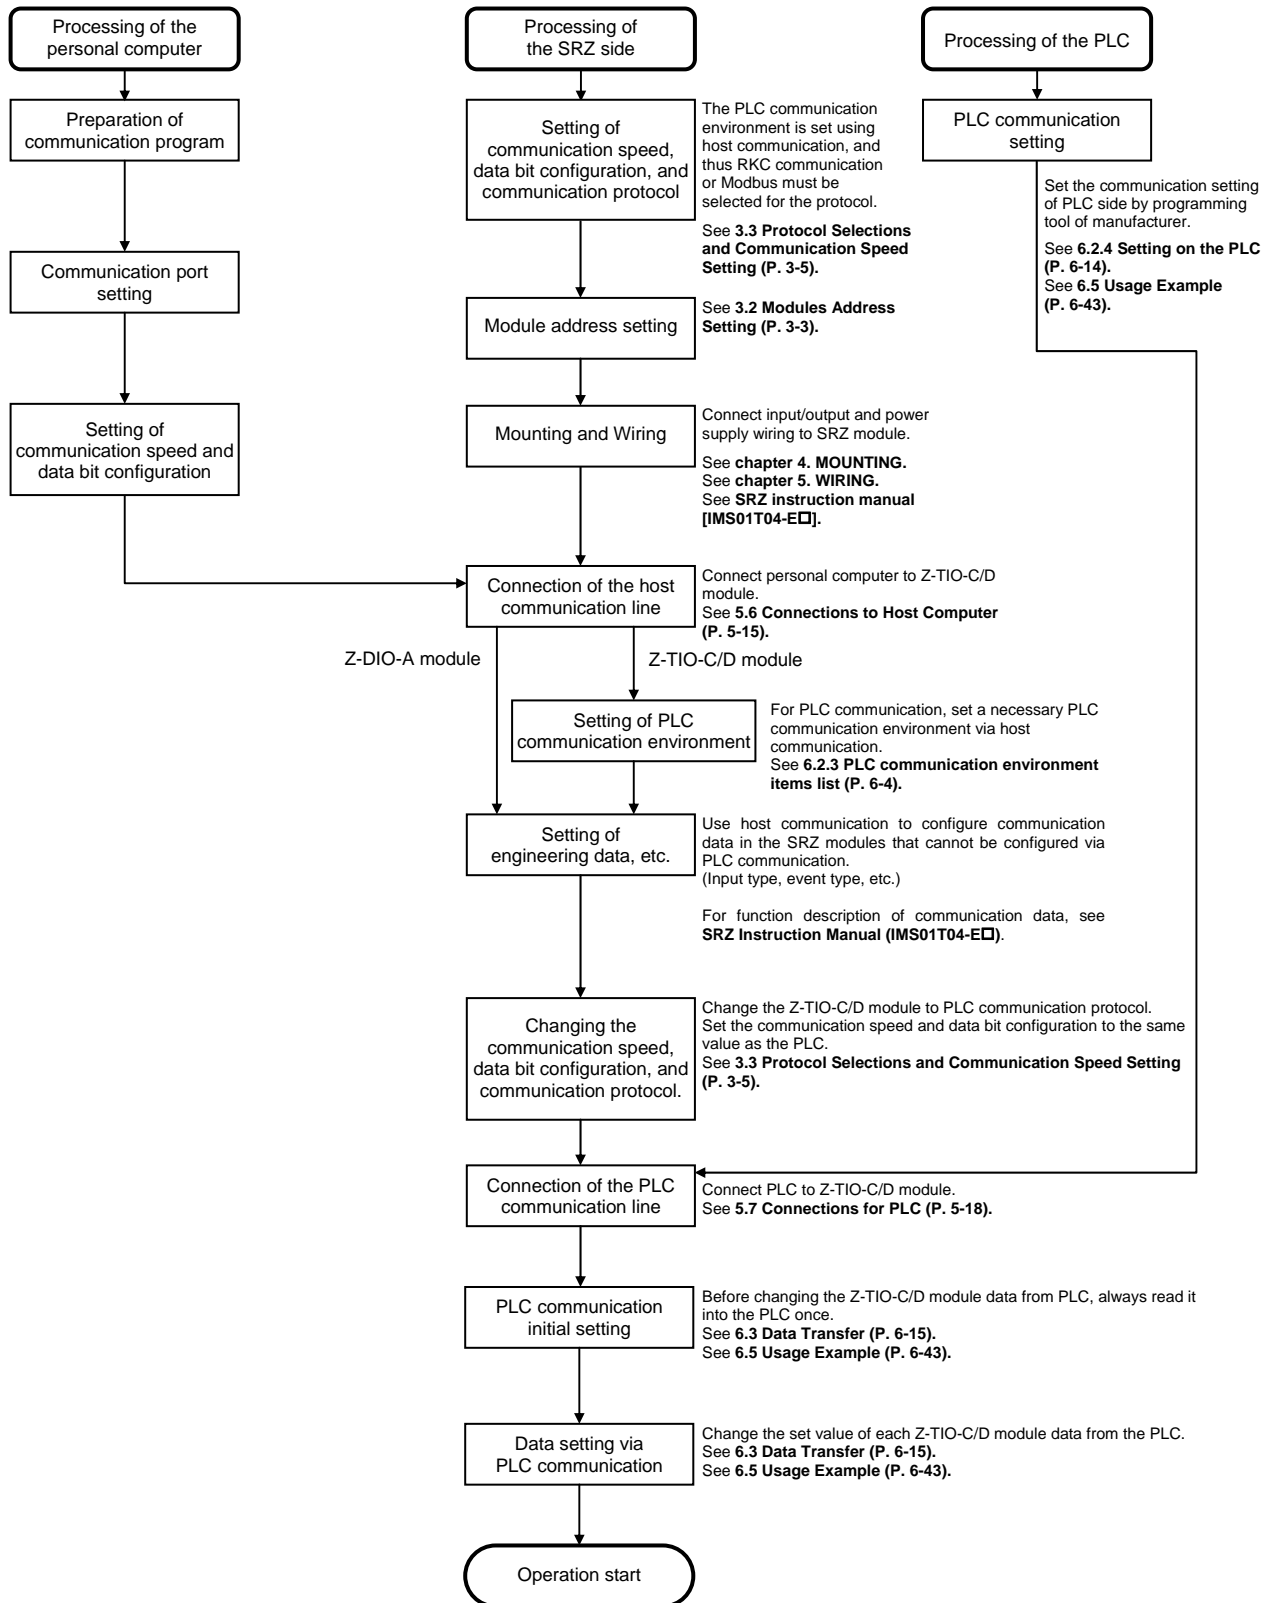 Processing of the
personal computer
Preparation of
communication program
Communication port
setting
Setting of
communication speed and
data bit configuration
Processing of
the SRZ side
Setting of
communication speed,
data bit configuration, and
communication protocol
The PLC communication
environment is set using
host communication, and
thus RKC communication
or Modbus must be
selected for the protocol.
See 3.3 Protocol Selections
and Communication Speed
Setting (P. 3-5).
Module address setting
See 3.2 Modules Address
Setting (P. 3-3).
Mounting and Wiring
Connect input/output and power
supply wiring to SRZ module.
See chapter 4. MOUNTING.
See chapter 5. WIRING.
See SRZ instruction manual
[IMS01T04-E□].
Connection of the host
communication line
Connect personal computer to Z-TIO-C/D
module.
See 5.6 Connections to Host Computer
(P. 5-15).
Z-DIO-A module
Z-TIO-C/D module
Setting of PLC
communication environment
For PLC communication, set a necessary PLC
communication environment via host
communication.
See 6.2.3 PLC communication environment
items list (P. 6-4).
Setting of
engineering data, etc.
Use host communication to configure communication
data in the SRZ modules that cannot be configured via
PLC communication.
(Input type, event type, etc.)
For function description of communication data, see
SRZ Instruction Manual (IMS01T04-E□).
Changing the
communication speed,
data bit configuration, and
communication protocol.
Change the Z-TIO-C/D module to PLC communication protocol.
Set the communication speed and data bit configuration to the same
value as the PLC.
See 3.3 Protocol Selections and Communication Speed Setting
(P. 3-5).
Processing of the PLC
PLC communication
setting
Set the communication setting
of PLC side by programming
tool of manufacturer.
See 6.2.4 Setting on the PLC
(P. 6-14).
See 6.5 Usage Example
(P. 6-43).
Connection of the PLC
communication line
Connect PLC to Z-TIO-C/D module.
See 5.7 Connections for PLC (P. 5-18).
PLC communication
initial setting
Before changing the Z-TIO-C/D module data from PLC, always read it
into the PLC once.
See 6.3 Data Transfer (P. 6-15).
See 6.5 Usage Example (P. 6-43).
Data setting via
PLC communication
Change the set value of each Z-TIO-C/D module data from the PLC.
See 6.3 Data Transfer (P. 6-15).
See 6.5 Usage Example (P. 6-43).
Operation start